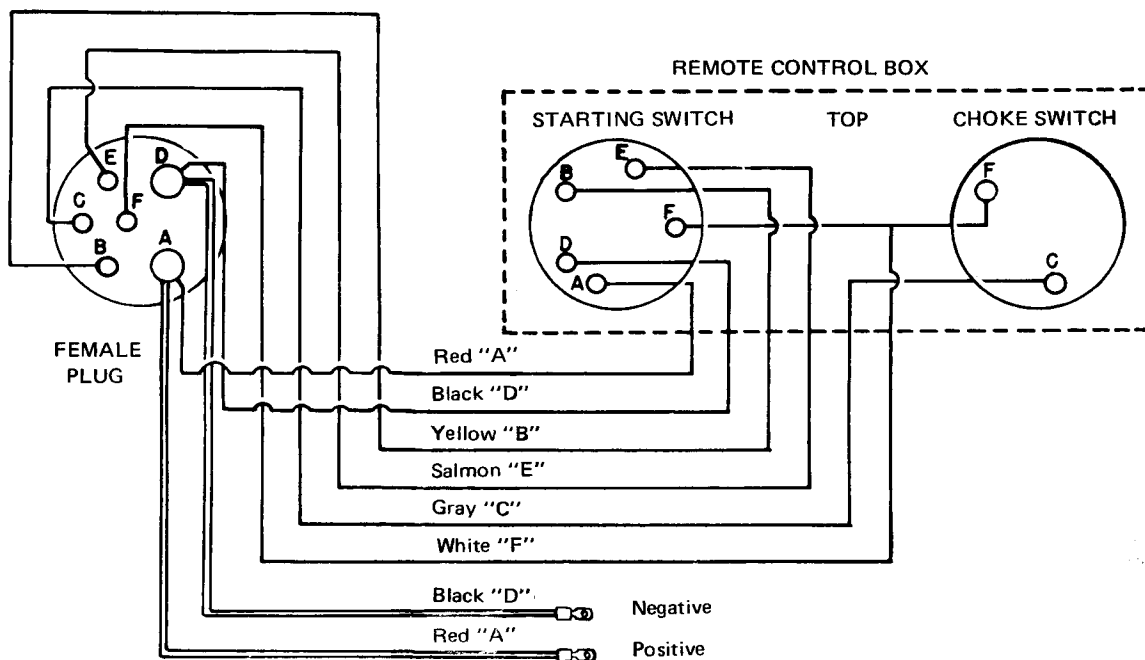 REMOTE CONTROL BOX
STARTING SWITCH
TOP
CHOKE SWITCH
E
B
F
D
A
F
C
E
D
C
F
B
A
FEMALE
PLUG
Red "A"
Black "D"
Yellow "B"
Salmon "E"
Gray "C"
White "F"
Black "D"
Negative
Red "A"
Positive